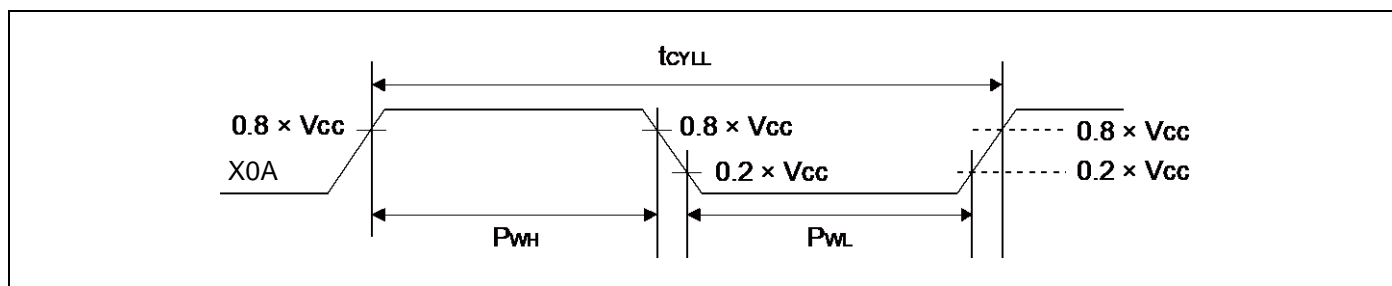 tCYLL
0.8 × Vcc
0.8 × Vcc
0.8 × Vcc
X0A
0.2 × Vcc
0.2 × Vcc
PWH
PWL